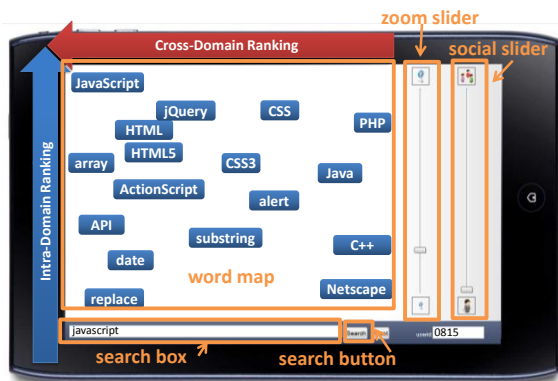 zoom slider
Cross-Domain Ranking
social slider
Intra-Domain Ranking
JavaScript
jQuery
CSS
PHP
HTML
HTML5
array
CSS3
Java
ActionScript
alert
API
substring
C++
date
word map
Netscape
replace
javascript
Search
userid
0815
search box
search button